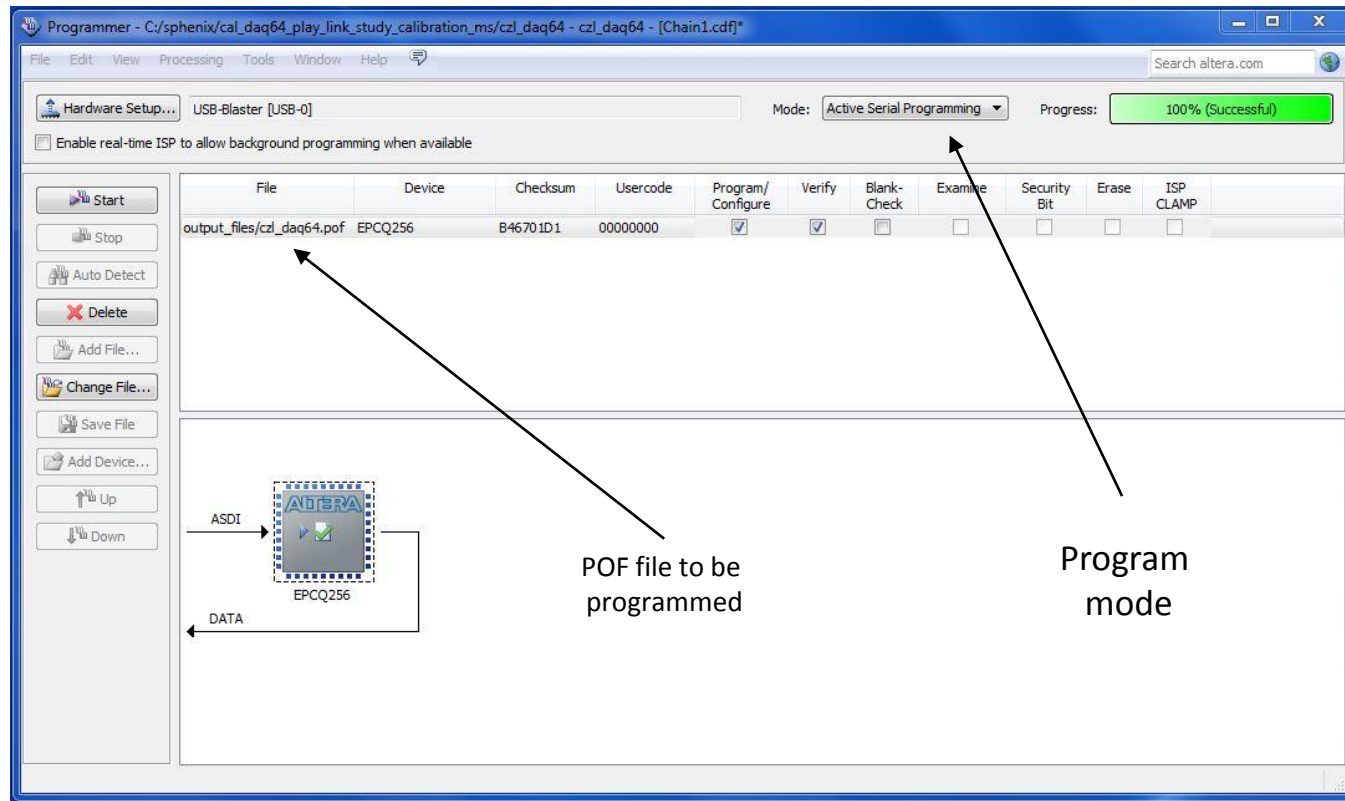 Programmer - C:/sphenix/cal_daq64_play_link_study_calibration_ms/czl_daq64 - czl_daq64 - [Chain1.cdf]*
File Edit View Processing Tools Window Help
Search altera.com
Hardware Setup... USB-Blaster [USB-0] Mode: Active Serial Programming Progress: 100% (Successful)
Enable real-time ISP to allow background programming when available
Start
Stop
Auto Detect
Delete
Add File...
Change File...
Save File
Add Device...
Up
Down
File Device Checksum Usercode Program/ Verify Blank- Examine Security Erase ISP
Configure Check Bit CLAMP
output_files/czl_daq64.pof EPCQ256 B46701D1 00000000
ALTERA
ASDI
EPCQ256
DATA
POF file to be
programmed
Program
mode